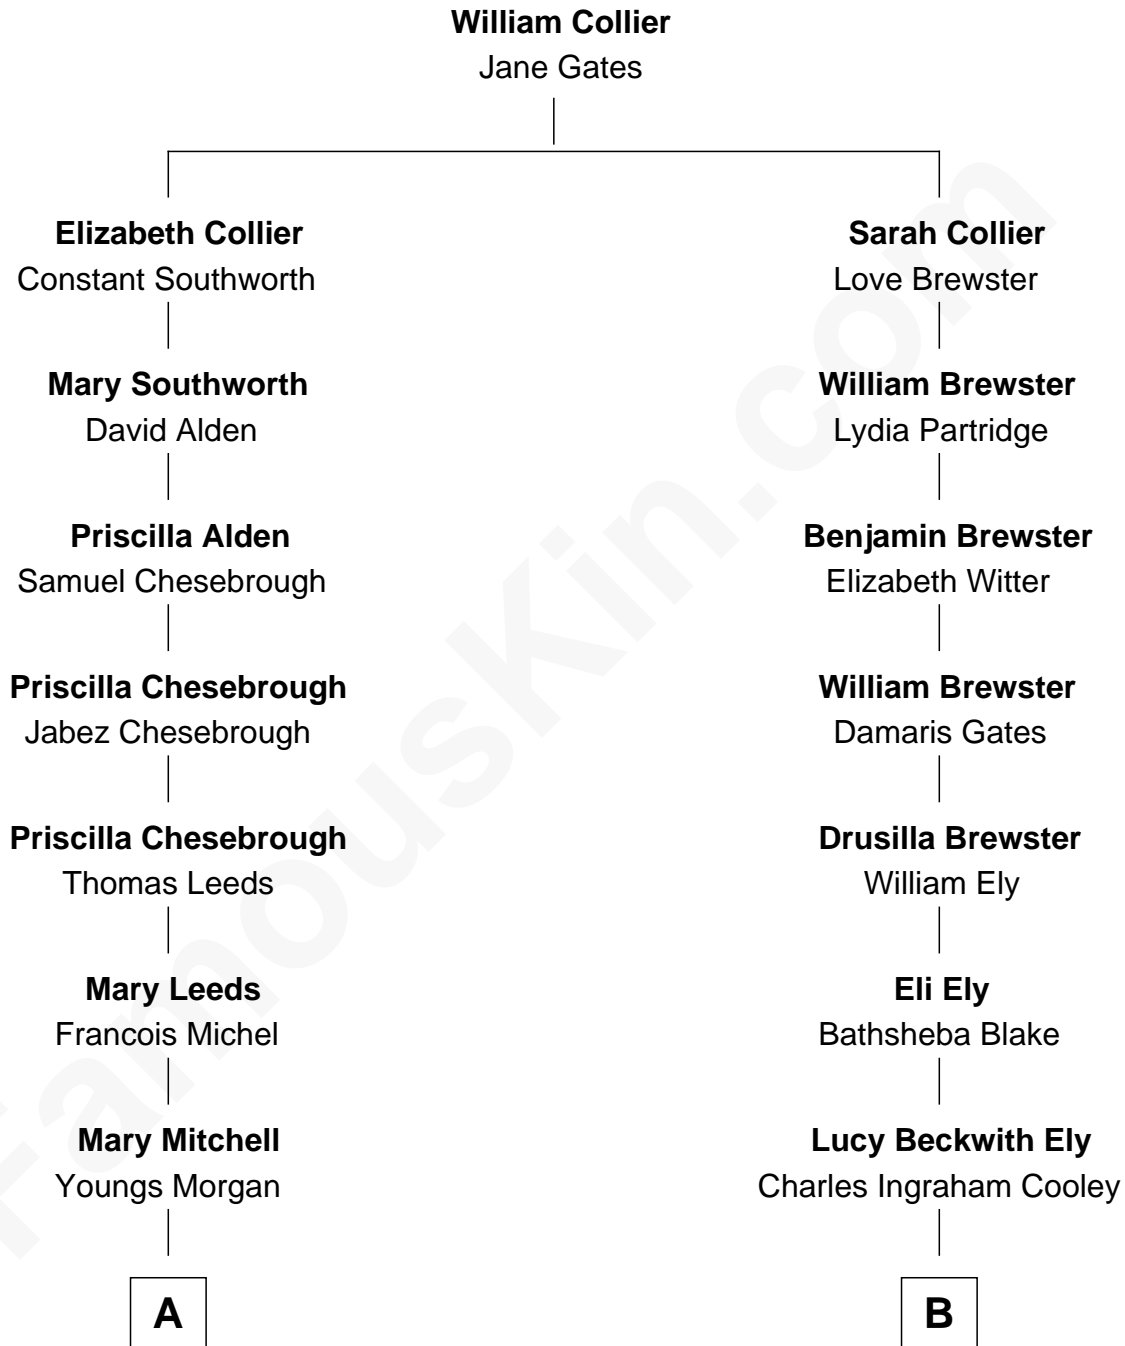 William Collier
Jane Gates
Elizabeth Collier
Constant Southworth
Sarah Collier
Love Brewster
Mary Southworth
David Alden
William Brewster
Lydia Partridge
Priscilla Alden
Samuel Chesebrough
Benjamin Brewster
Elizabeth Witter
Priscilla Chesebrough
Jabez Chesebrough
William Brewster
Damaris Gates
Priscilla Chesebrough
Thomas Leeds
Drusilla Brewster
William Ely
Mary Leeds
Francois Michel
Eli Ely
Bathsheba Blake
Mary Mitchell
Youngs Morgan
Lucy Beckwith Ely
Charles Ingraham Cooley
A
B
FamousKin.com